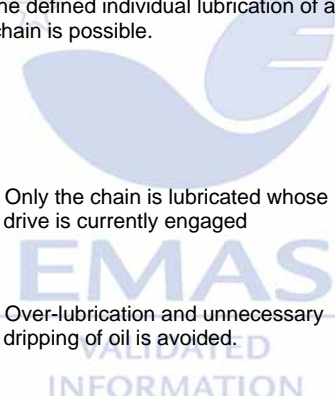 he defined individual lubrication of a
chain is possible.
Only the chain is lubricated whose
drive is currently engaged
EMAS
Over-lubrication and unnecessary
dripping of oil is avoided.
VALIDATED
INFORMATION